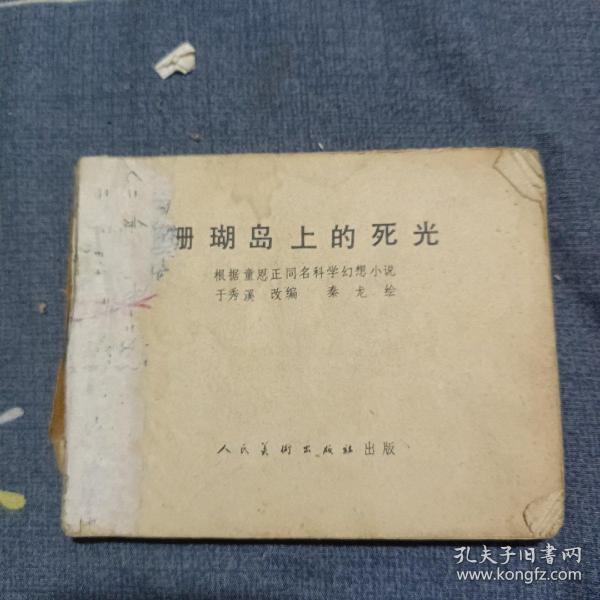 珊瑚岛上的死光
根据童恩正同名科学幻想小说
于秀溪 改编 秦龙 绘
人民美术出版社 出版
孔夫子旧书网
www.kongfz.com